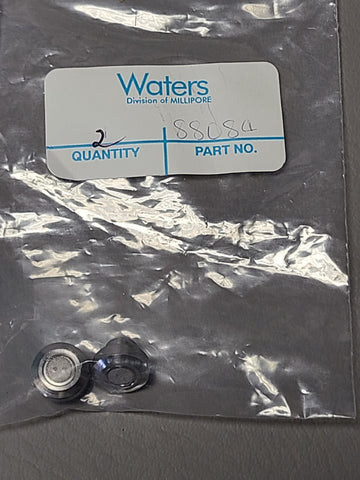 Waters
Division of MILLIPORE
2 88084
QUANTITY PART NO.